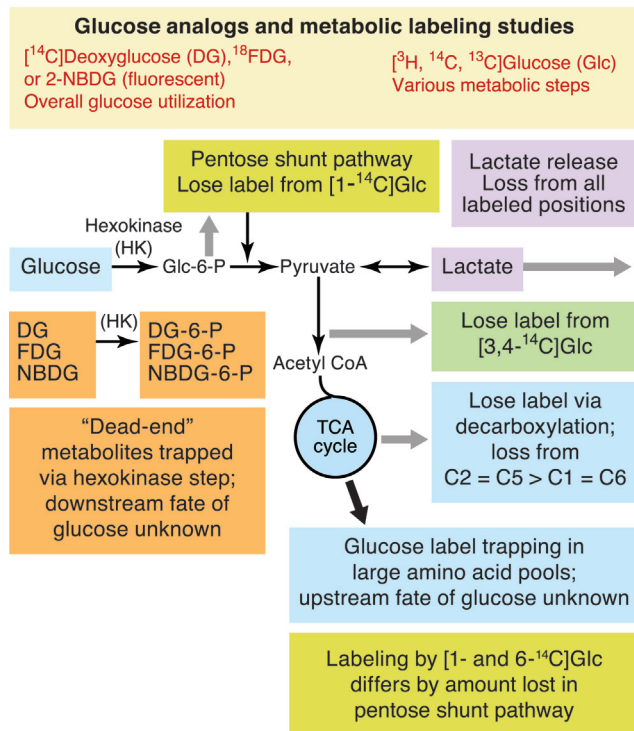 Glucose analogs and metabolic labeling studies
[¹⁴C]Deoxyglucose (DG),¹⁸FDG,
or 2-NBDG (fluorescent)
Overall glucose utilization
[³H, ¹⁴C, ¹³C]Glucose (Glc)
Various metabolic steps
Pentose shunt pathway
Lose label from [1-¹⁴C]Glc
Lactate release
Loss from all
labeled positions
Hexokinase
(HK)
Glucose
Glc-6-P
Pyruvate
Lactate
DG
FDG
NBDG
(HK)
DG-6-P
FDG-6-P
NBDG-6-P
Lose label from
[3,4-¹⁴C]Glc
Acetyl CoA
TCA
cycle
Lose label via
decarboxylation;
loss from
C2 = C5 > C1 = C6
“Dead-end”
metabolites trapped
via hexokinase step;
downstream fate of
glucose unknown
Glucose label trapping in
large amino acid pools;
upstream fate of glucose unknown
Labeling by [1- and 6-¹⁴C]Glc
differs by amount lost in
pentose shunt pathway